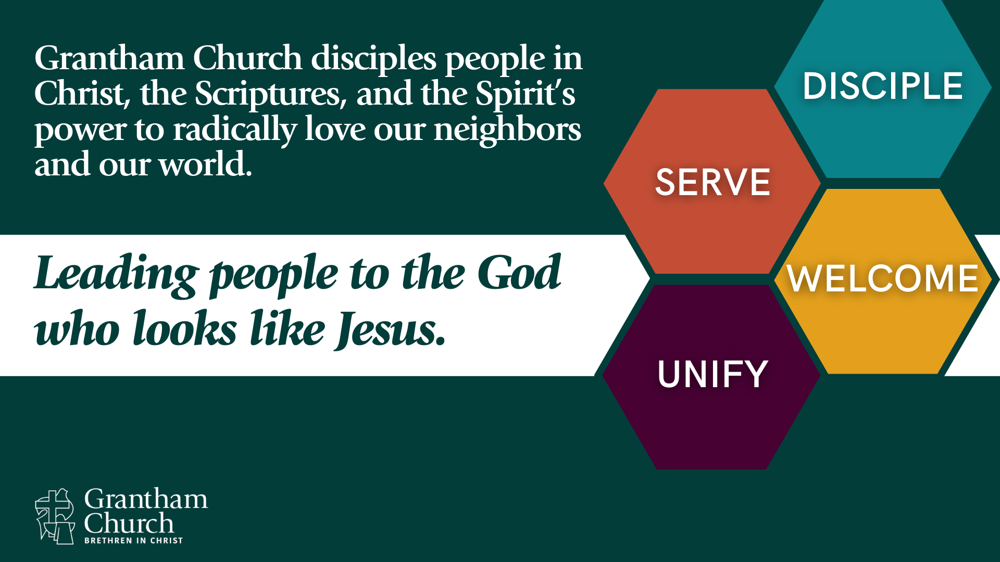 Grantham Church disciples people in
Christ, the Scriptures, and the Spirit’s
power to radically love our neighbors
and our world.
Leading people to the God
who looks like Jesus.
DISCIPLE
SERVE
WELCOME
UNIFY
Grantham
Church
BRETHREN IN CHRIST